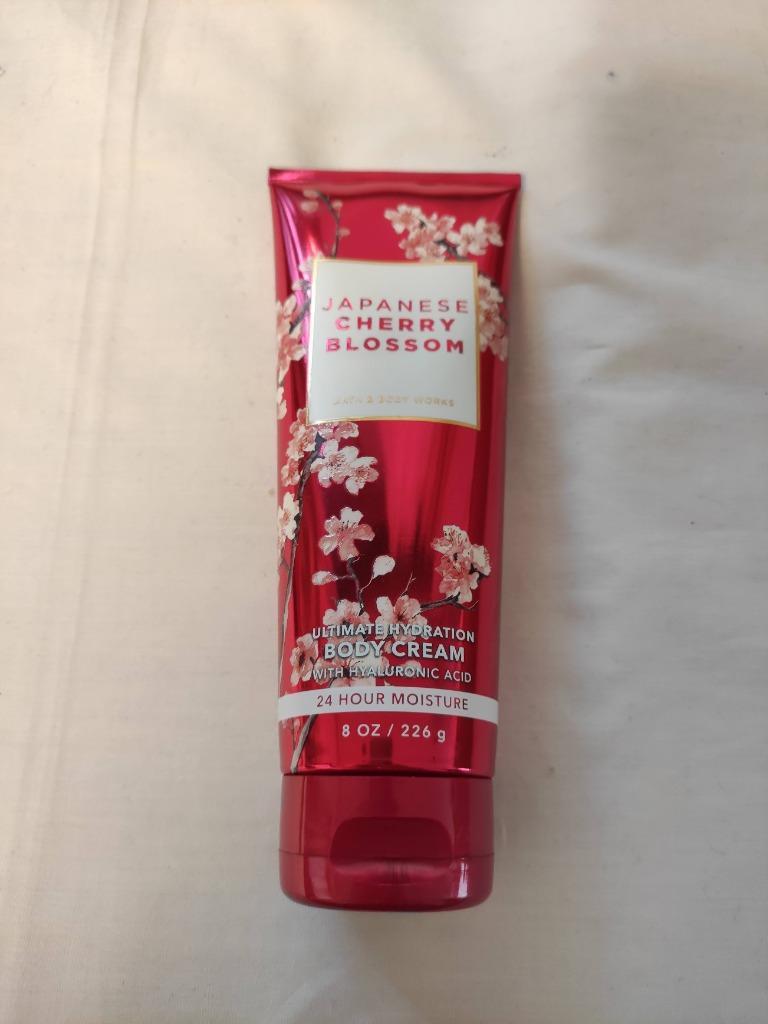 JAPANESE
CHERRY
BLOSSOM
BATH & BODY WORKS
ULTIMATE HYDRATION
BODY CREAM
WITH HYALURONIC ACID
24 HOUR MOISTURE
8 OZ / 226 g